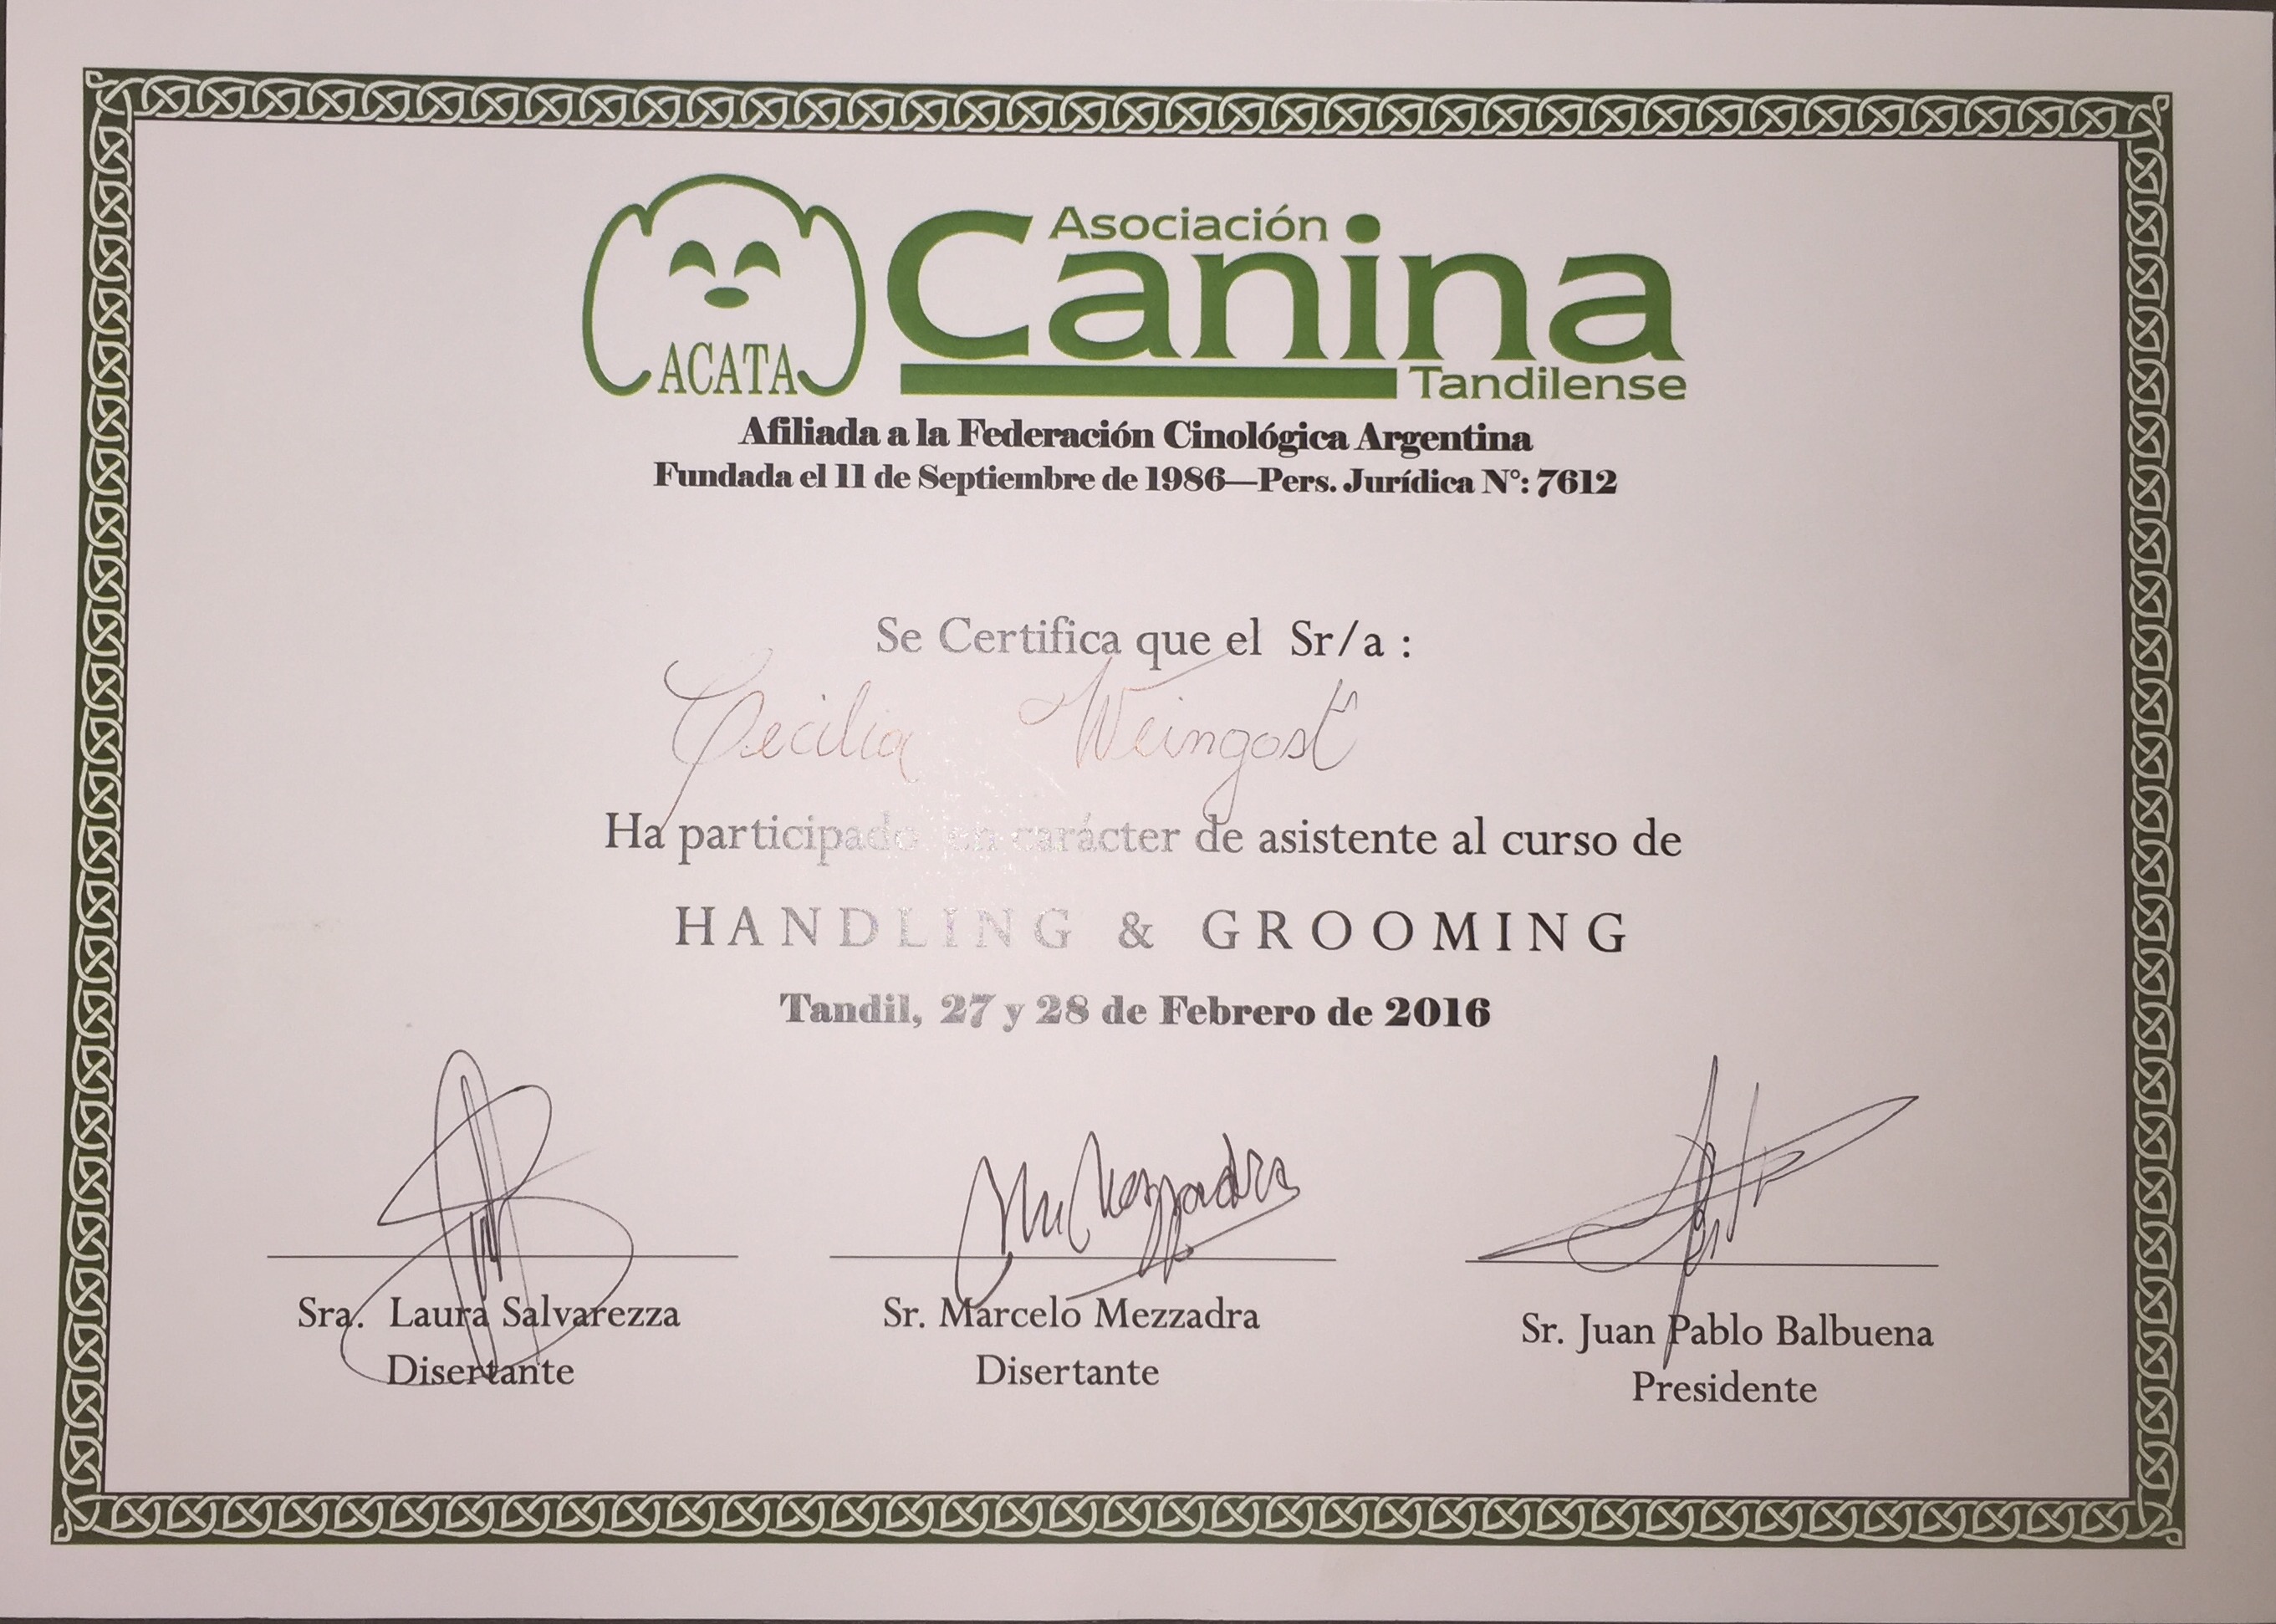 Asociación
Canina
Tandilense
ACATA
Afiliada a la Federación Cinológica Argentina
Fundada el 11 de Septiembre de 1986—Pers. Jurídica N°: 7612
Se Certifica que el Sr/a :
Cecilia Weingast
Ha participado en carácter de asistente al curso de
HANDLING & GROOMING
Tandil, 27 y 28 de Febrero de 2016
Sra. Laura Salvarezza
Disertante
Sr. Marcelo Mezzadra
Disertante
Sr. Juan Pablo Balbuena
Presidente